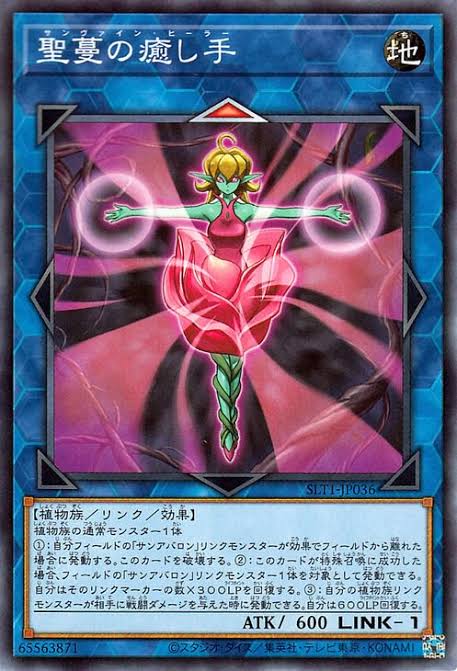 サンヴァイン ヒーラー
聖蔓の癒し手
ち
地
SLT1-JP036
【植物族/リンク/効果】
植物族の通常モンスター1体
①:自分フィールドの「サンアバロン」リンクモンスターが効果でフィールドから離れた
場合に発動する。このカードを破壊する。②:このカードが特殊召喚に成功した
場合、フィールドの「サンアバロン」リンクモンスター1体を対象として発動できる。
自分はそのリンクマーカーの数×300LPを回復する。③:自分の植物族リン
クモンスターが相手に戦闘ダメージを与えた時に発動できる。自分は600LP回復する。
ATK/ 600 LINK-1
65563871
©スタジオ・ダイス/集英社・テレビ東京・KONAMI